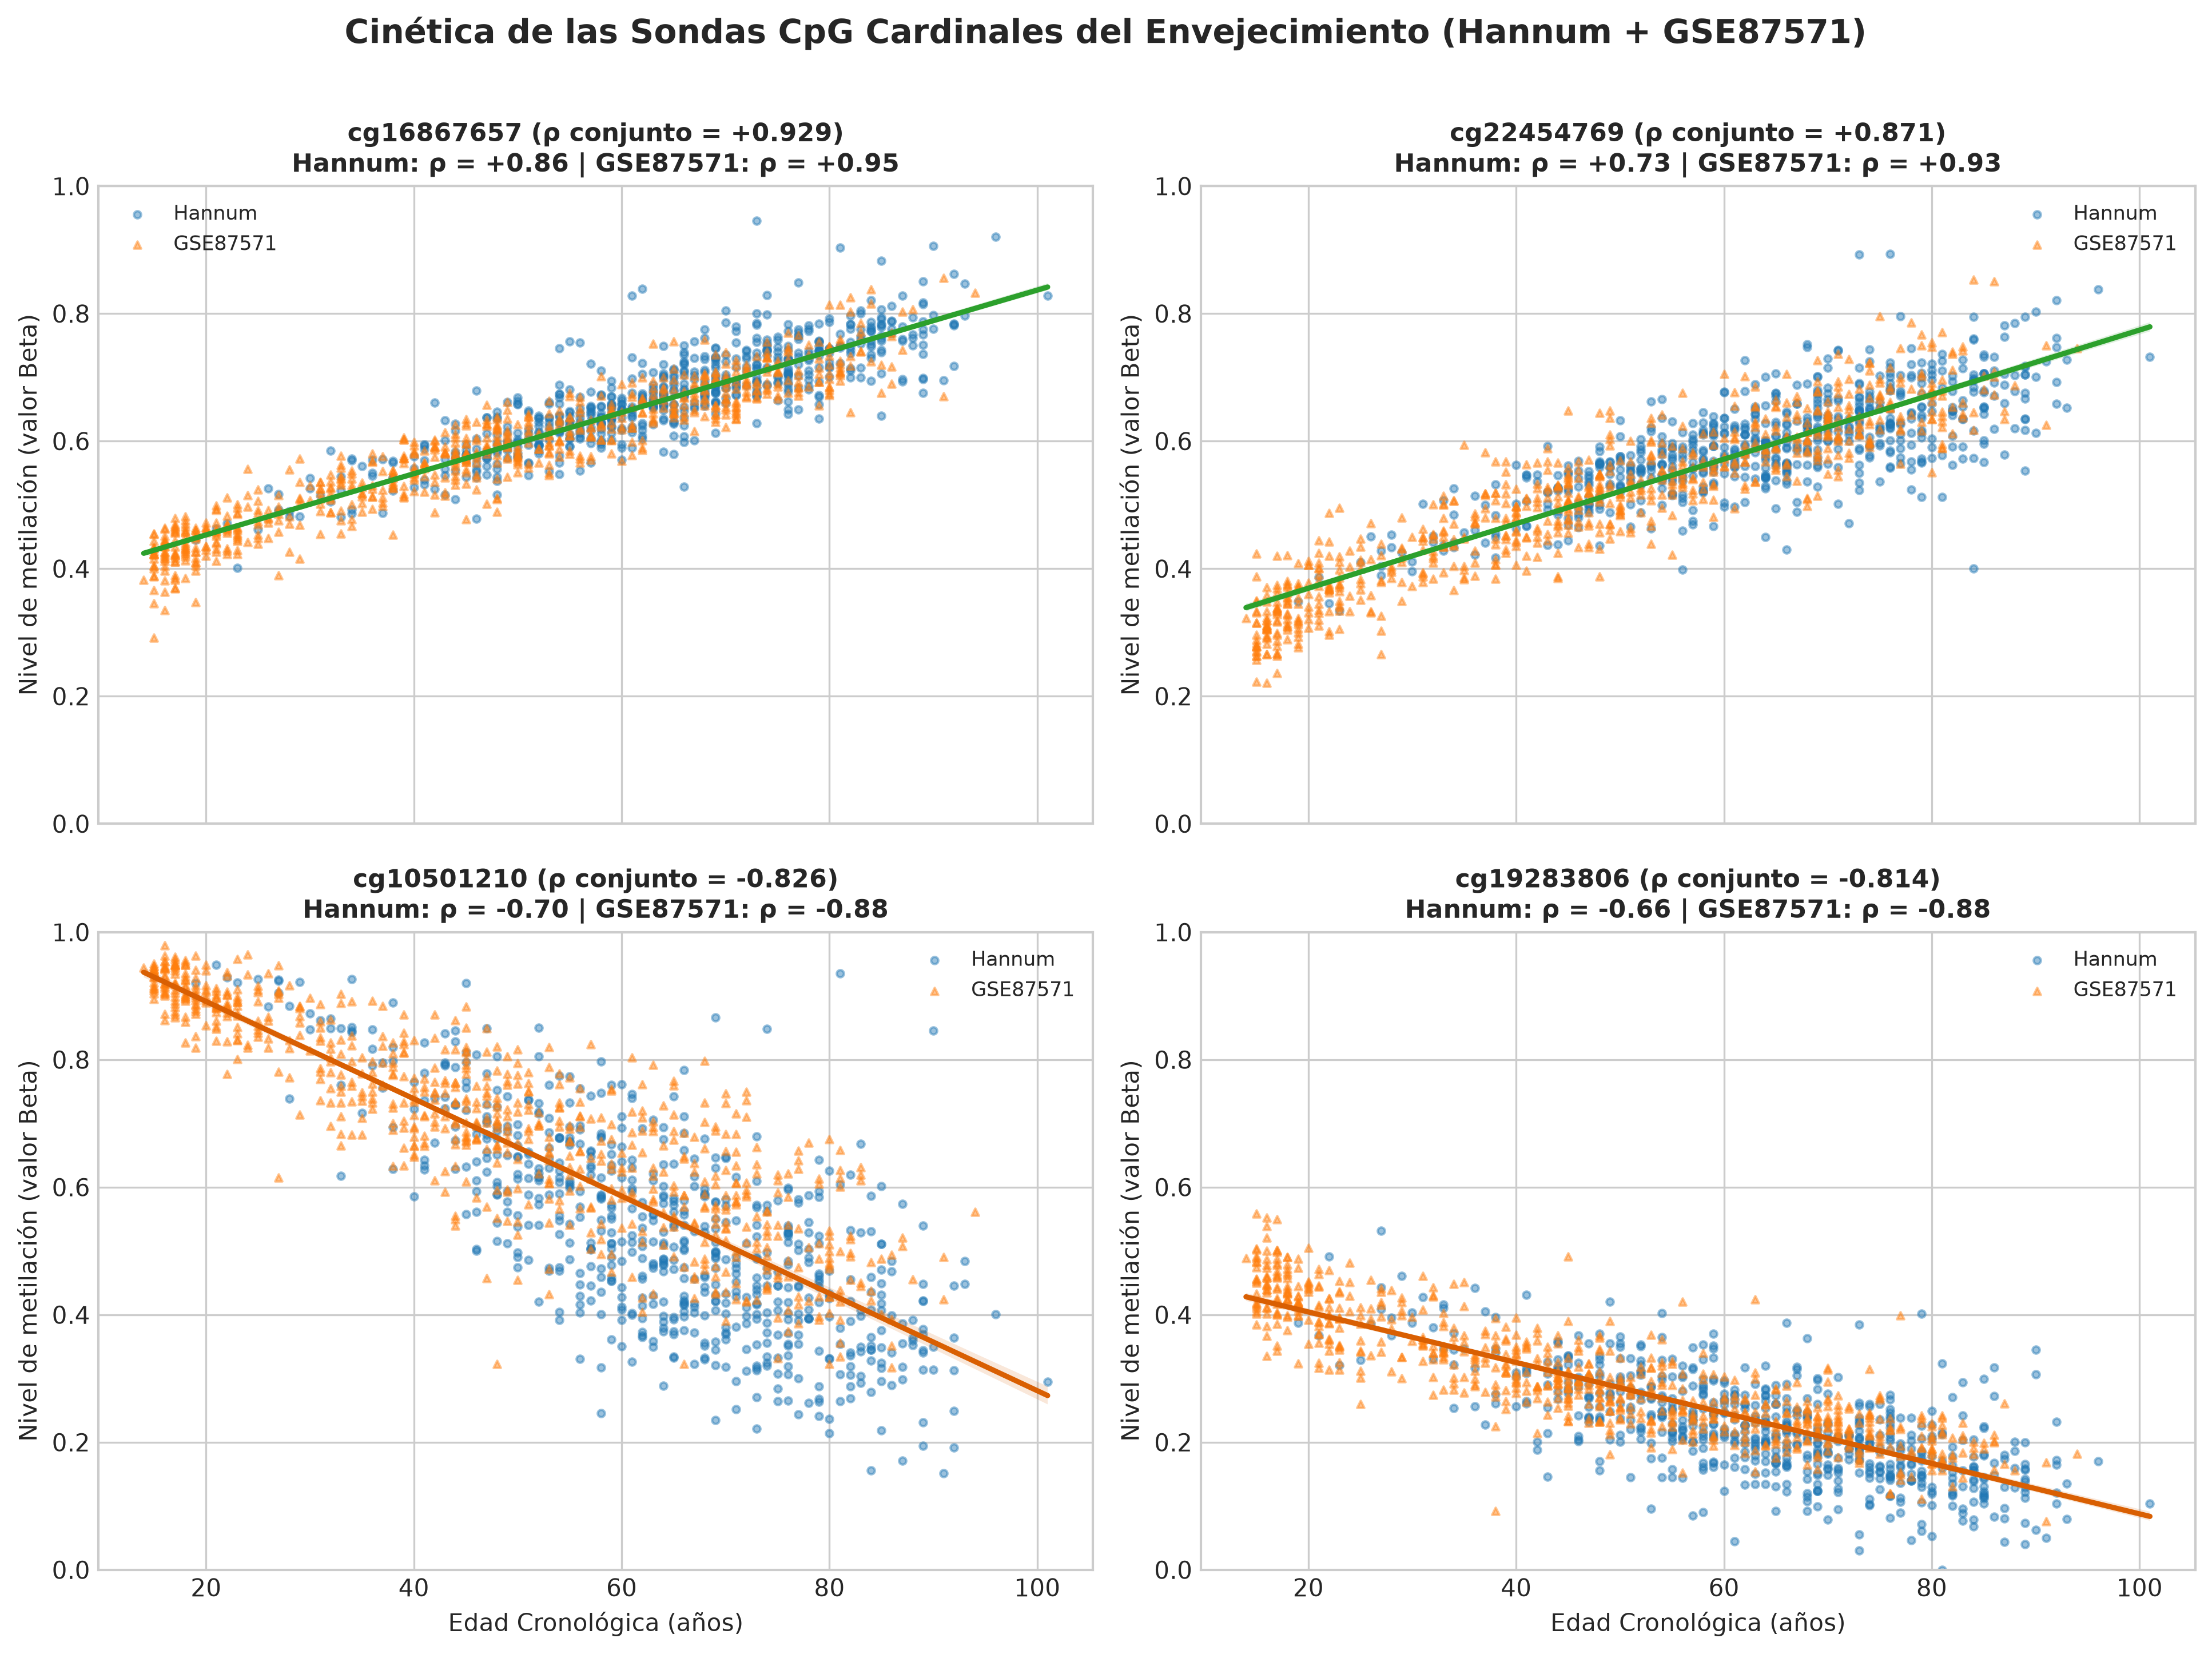 Cinética de las Sondas CpG Cardinales del Envejecimiento (Hannum + GSE87571)
cg16867657 (ρ conjunto = +0.929)
Hannum: ρ = +0.86 | GSE87571: ρ = +0.95
Nivel de metilación (valor Beta)
1.0
0.8
0.6
0.4
0.2
0.0
Hannum
GSE87571
cg22454769 (ρ conjunto = +0.871)
Hannum: ρ = +0.73 | GSE87571: ρ = +0.93
Nivel de metilación (valor Beta)
1.0
0.8
0.6
0.4
0.2
0.0
Hannum
GSE87571
cg10501210 (ρ conjunto = -0.826)
Hannum: ρ = -0.70 | GSE87571: ρ = -0.88
Nivel de metilación (valor Beta)
1.0
0.8
0.6
0.4
0.2
0.0
Hannum
GSE87571
20 40 60 80 100
Edad Cronológica (años)
cg19283806 (ρ conjunto = -0.814)
Hannum: ρ = -0.66 | GSE87571: ρ = -0.88
Nivel de metilación (valor Beta)
1.0
0.8
0.6
0.4
0.2
0.0
Hannum
GSE87571
20 40 60 80 100
Edad Cronológica (años)